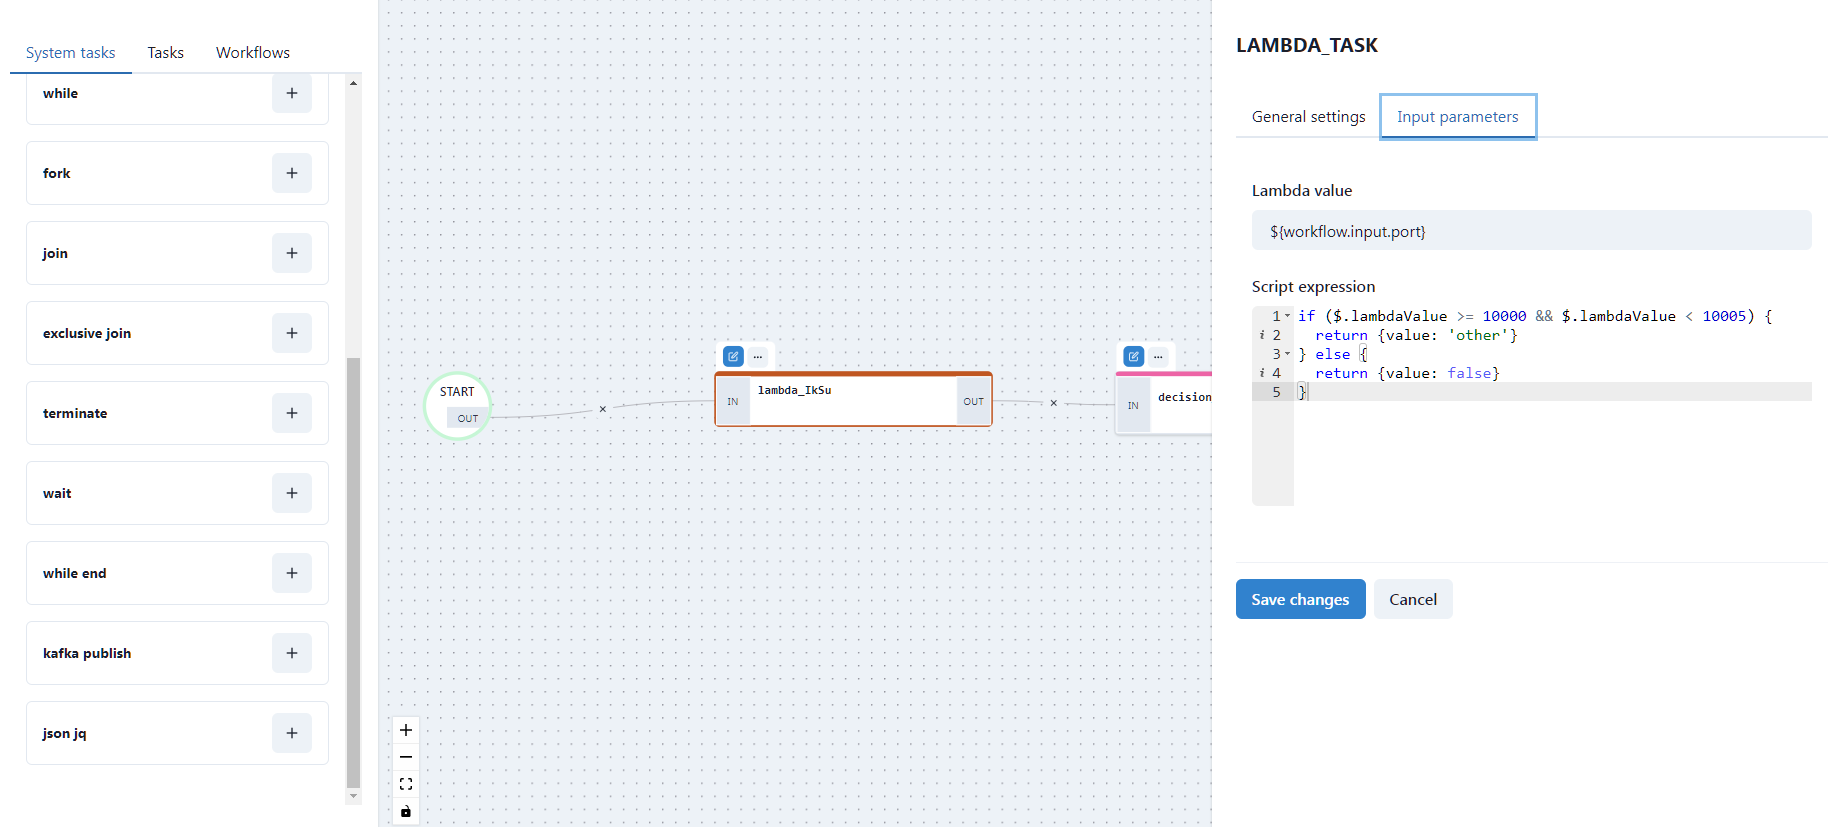 System tasks Tasks Workflows
while +
fork +
join +
exclusive join +
terminate +
wait +
while end +
kafka publish +
json jq +
START
OUT
×
...
IN
lambda_IkSu
OUT
×
...
IN
decision
LAMBDA_TASK
General settings Input parameters
Lambda value
${workflow.input.port}
Script expression
1 if ($.lambdaValue >= 10000 && $.lambdaValue < 10005) {
i 2 return {value: 'other'}
3 } else {
i 4 return {value: false}
5 }
Save changes Cancel